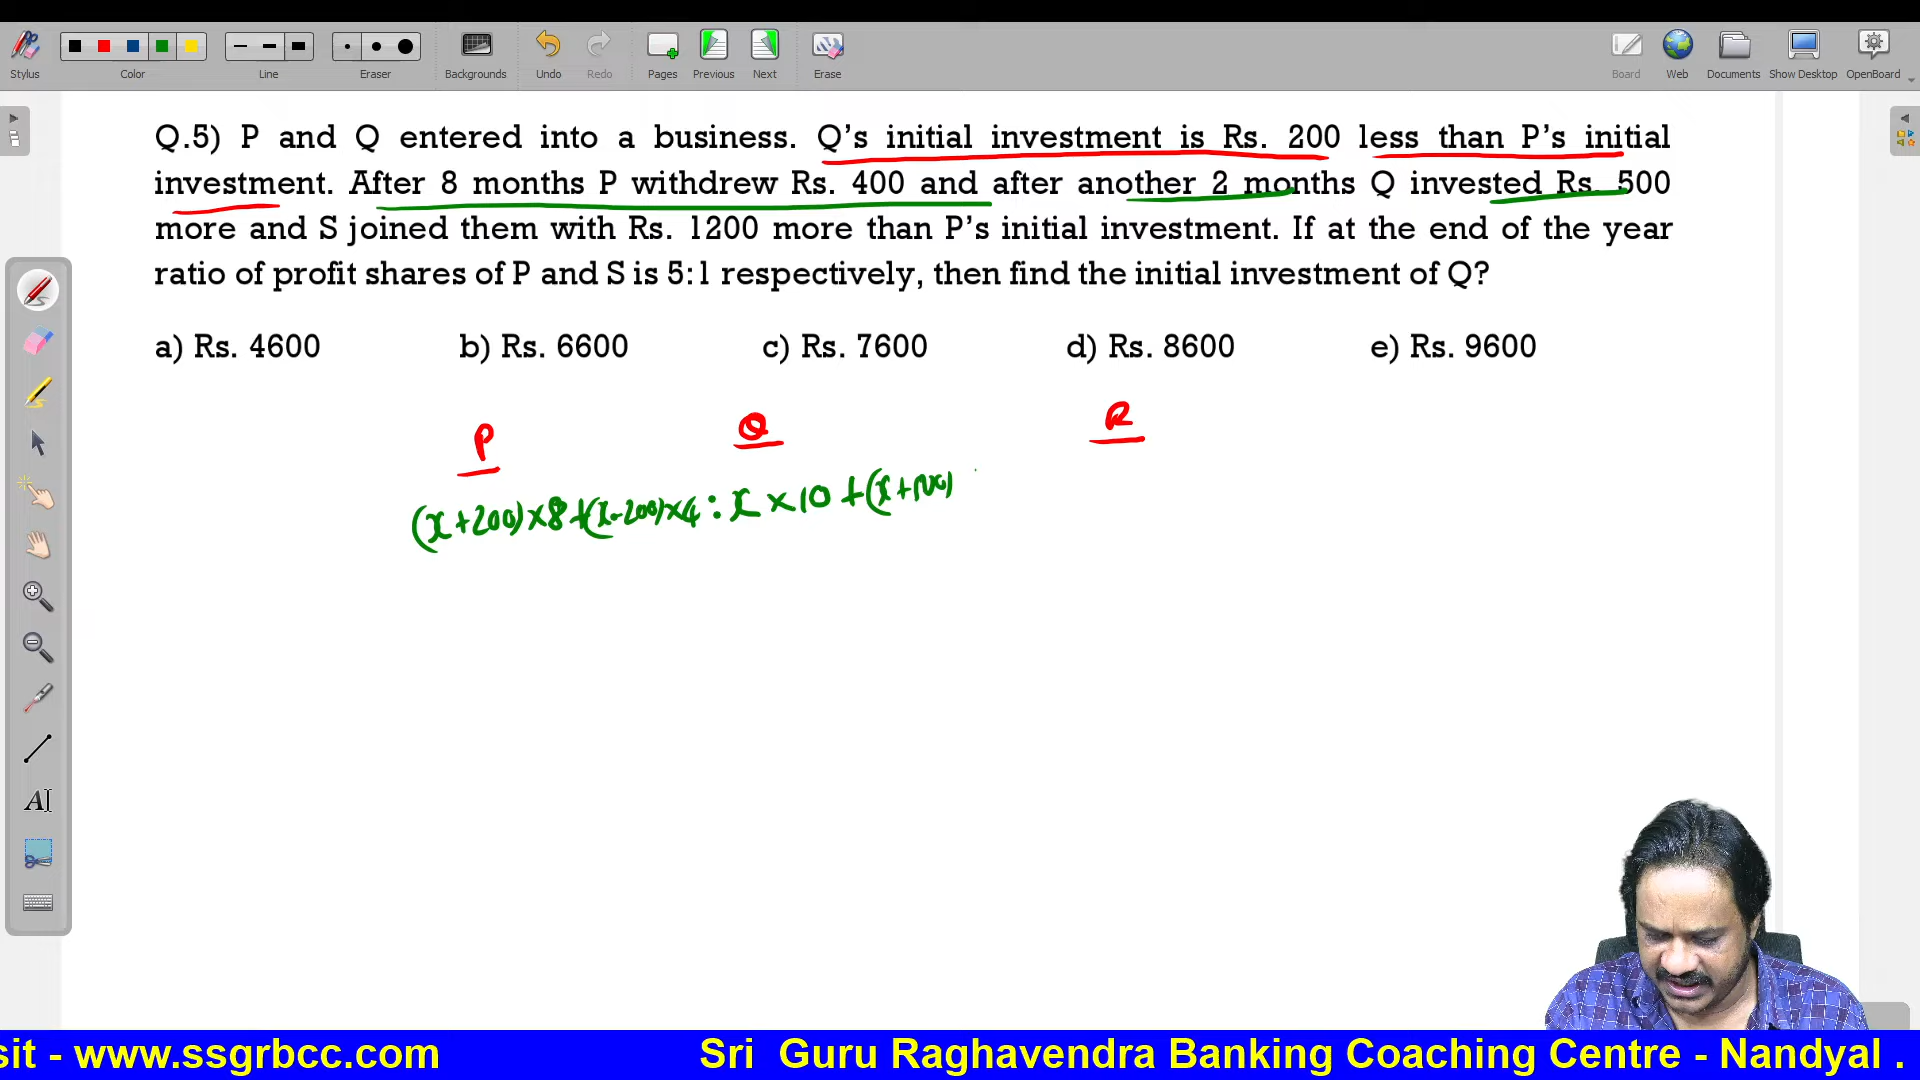 Stylus
Color
Line
Eraser
Backgrounds
Undo
Redo
Pages
Previous
Next
Erase
Board
Web
Documents
Show Desktop
OpenBoard
Q.5) P and Q entered into a business. Q's initial investment is Rs. 200 less than P's initial
investment. After 8 months P withdrew Rs. 400 and after another 2 months Q invested Rs. 500
more and S joined them with Rs. 1200 more than P's initial investment. If at the end of the year
ratio of profit shares of P and S is 5:1 respectively, then find the initial investment of Q?
a) Rs. 4600 b) Rs. 6600 c) Rs. 7600 d) Rs. 8600 e) Rs. 9600
P Q R
(x+200)×8+(x-200)×4 : x×10+(x+
sit - www.ssgrbcc.com Sri Guru Raghavendra Banking Coaching Centre - Nandyal .